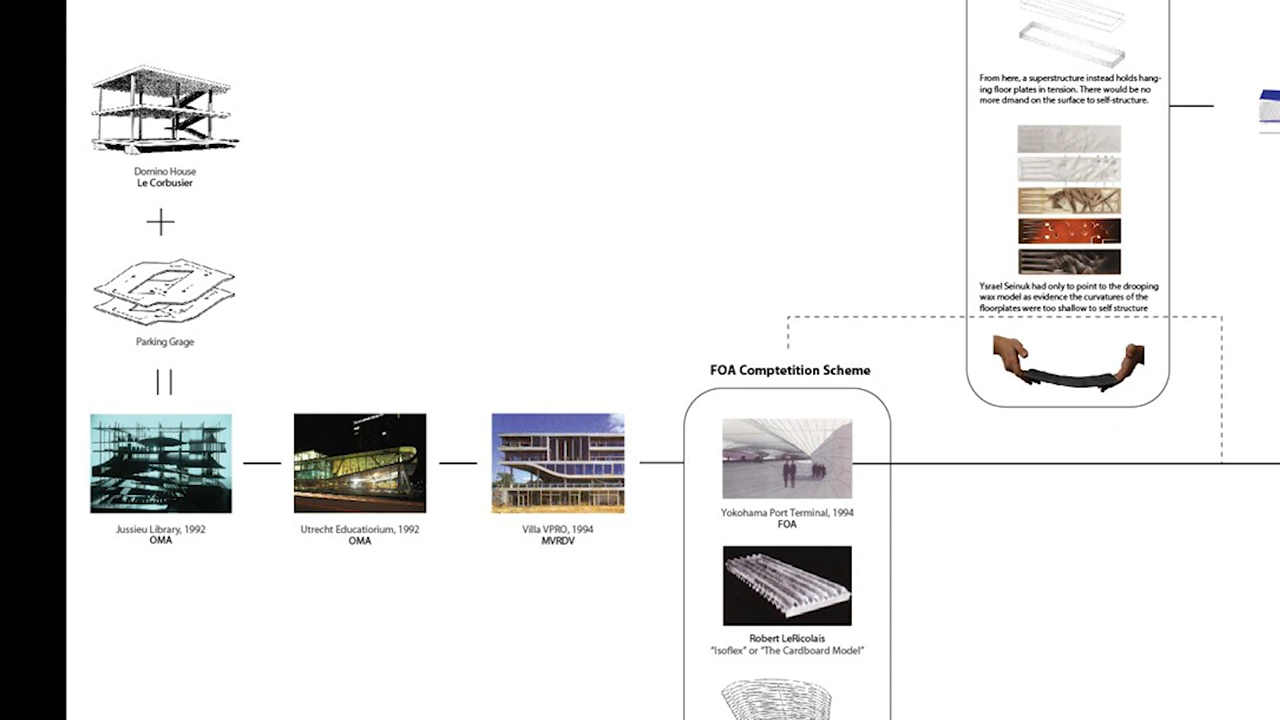 From here, a superstructure instead holds hang-
ing floor plates in tension. There would be no
more dmand on the surface to self-structure.
Domino House
Le Corbusier
Parking Grage
Ysrael Seinuk had only to point to the drooping
wax model as evidence the curvatures of the
floorplates were too shallow to self structure
FOA Comptetition Scheme
Jussieu Library, 1992
OMA
Utrecht Educatiorium, 1992
OMA
Villa VPRO, 1994
MVRDV
Yokohama Port Terminal, 1994
FOA
Robert LeRicolais
"Isoflex" or "The Cardboard Model"